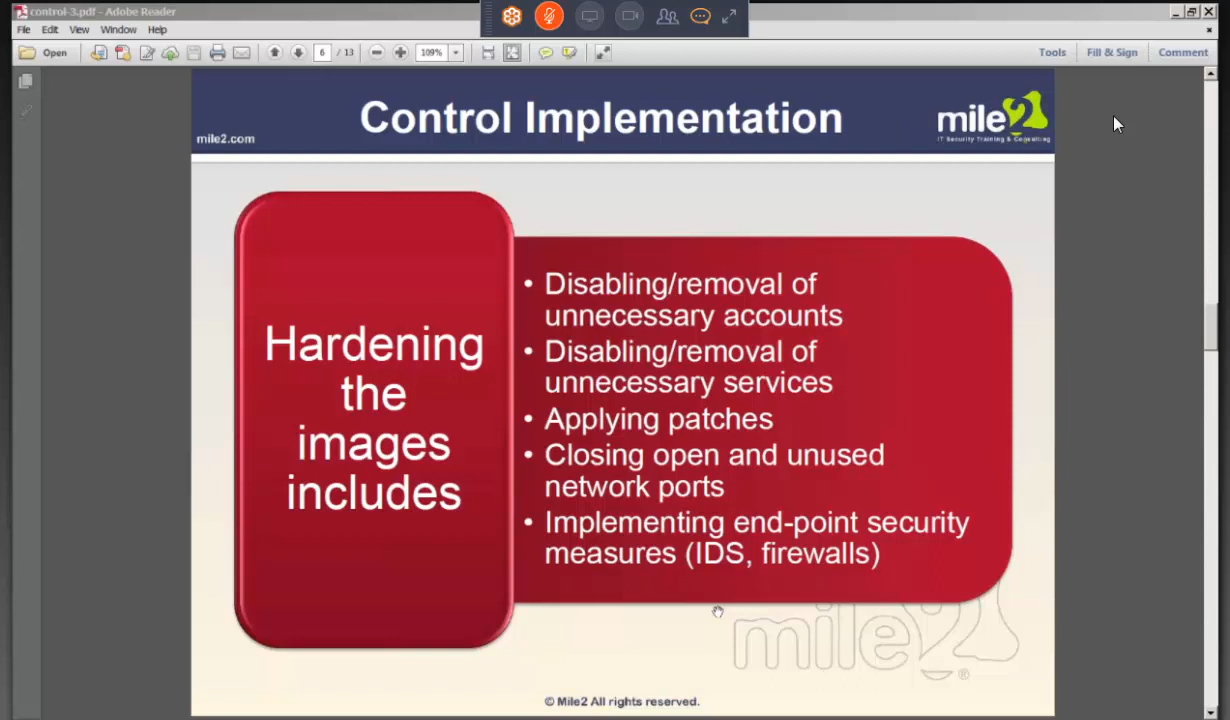 control-3.pdf - Adobe Reader
File Edit View Window Help
Open 6 / 13 109% Tools Fill & Sign Comment
Control Implementation
mile2.com
mile2
IT Security Training & Consulting
Hardening
the
images
includes
• Disabling/removal of
unnecessary accounts
• Disabling/removal of
unnecessary services
• Applying patches
• Closing open and unused
network ports
• Implementing end-point security
measures (IDS, firewalls)
mile2
®
© Mile2 All rights reserved.